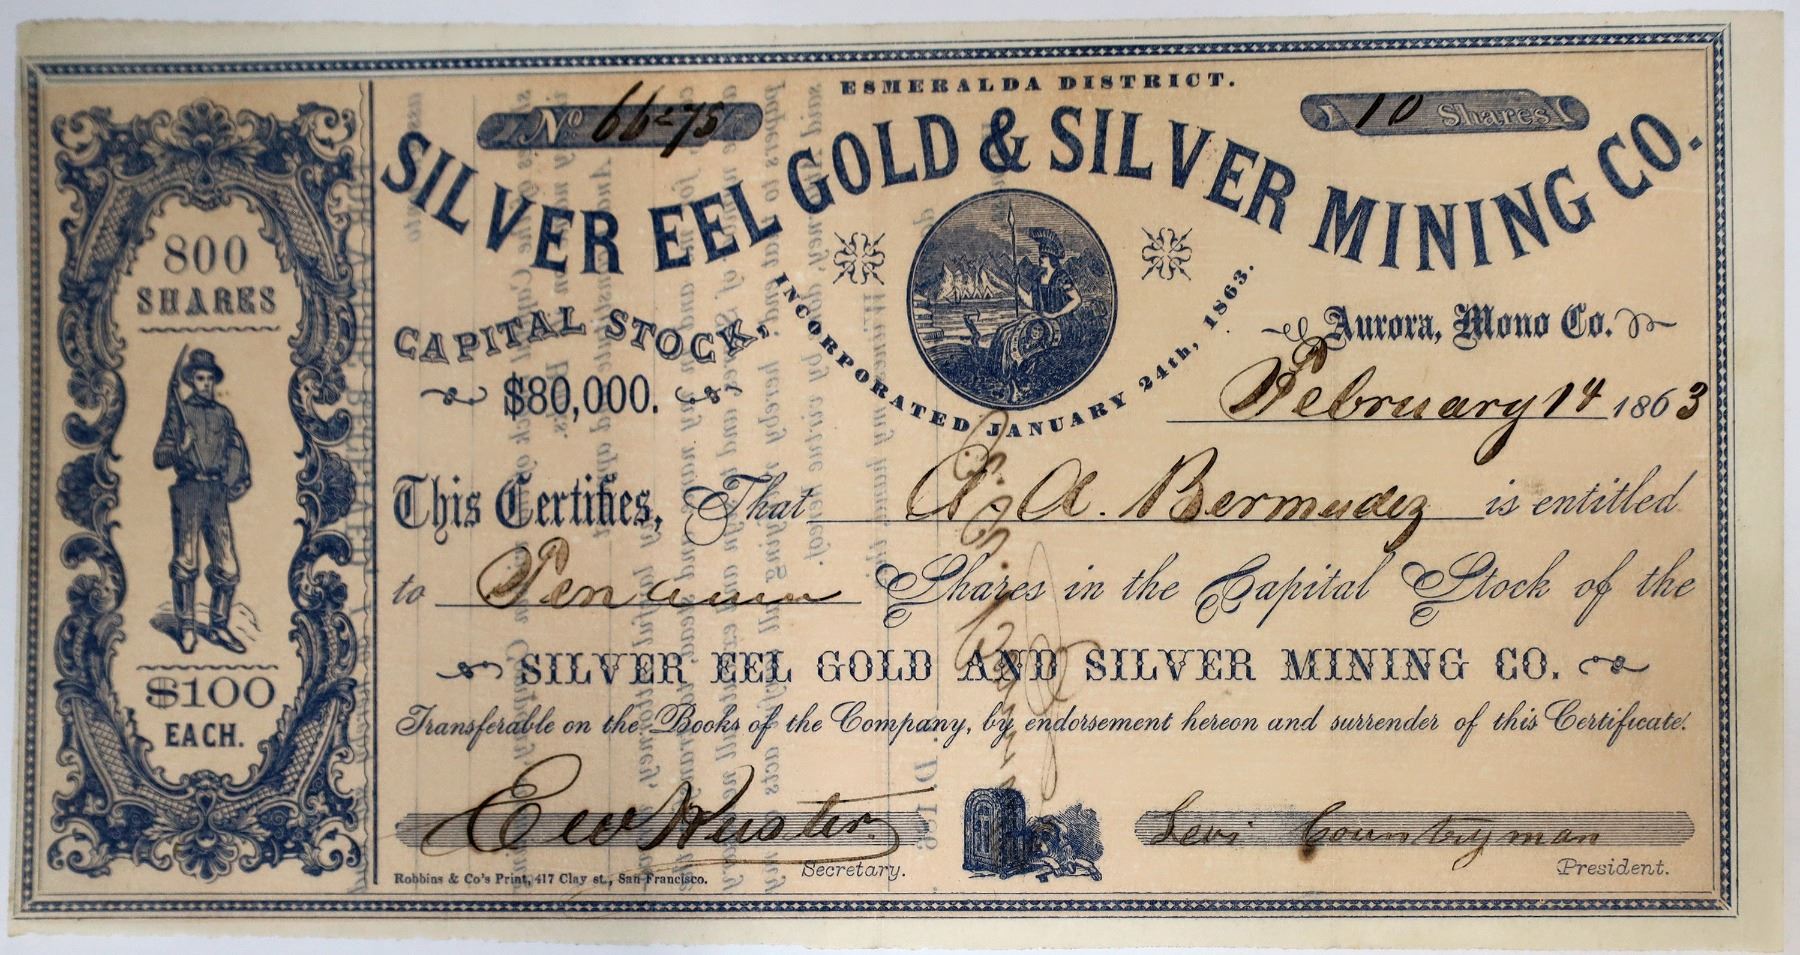 ESMERALDA DISTRICT.
No. 66=75
10 Shares
SILVER EEL GOLD & SILVER MINING CO.
INCORPORATED JANUARY 24th, 1863.
CAPITAL STOCK,
$80,000.
Aurora, Mono Co.
February 14 1863
800
SHARES
$100
EACH.
This Certifies, That A. A. Bermudez is entitled
to Ten Shares in the Capital Stock of the
SILVER EEL GOLD AND SILVER MINING CO.
Transferable on the Books of the Company, by endorsement hereon and surrender of this Certificate.
Levi Countryman
Secretary.
President.
Robbins & Co's Print, 417 Clay st., San Francisco.